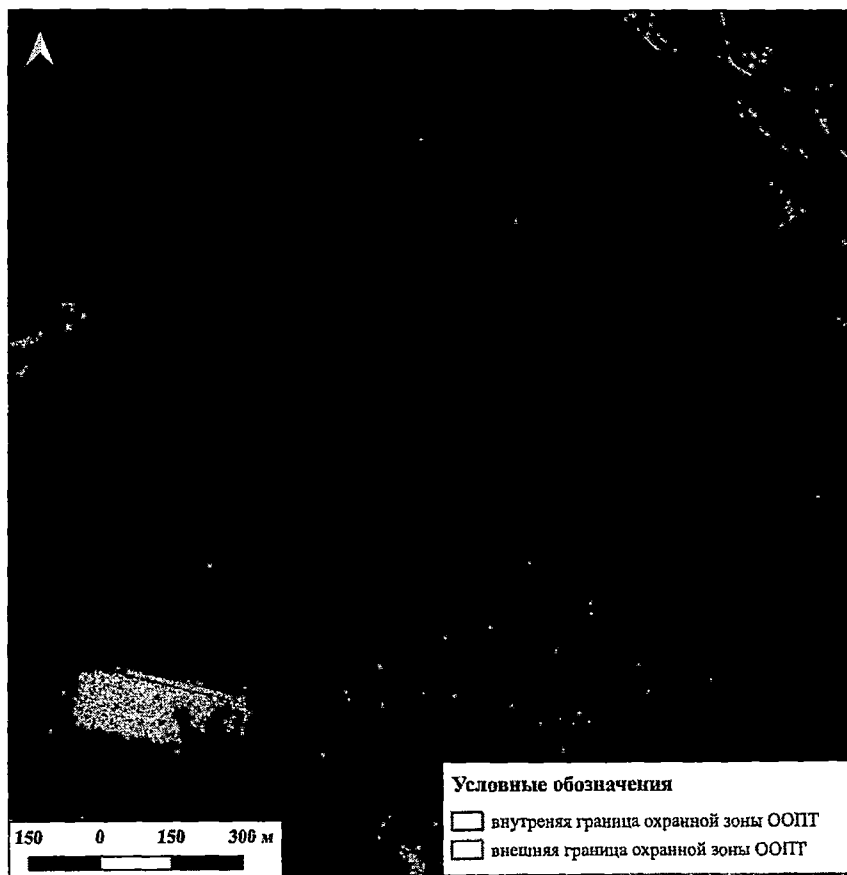 Условные обозначения
внутреняя граница охранной зоны ООПТ
внешняя граница охранной зоны ООПТ
150 0 150 300 м